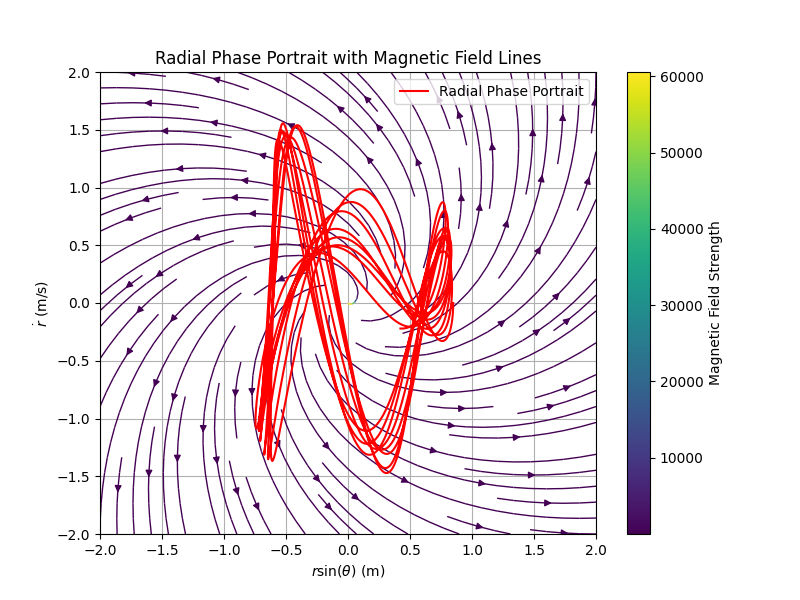 Radial Phase Portrait with Magnetic Field Lines
Radial Phase Portrait
2.0
1.5
1.0
0.5
0.0
−0.5
−1.0
−1.5
−2.0
ṙ (m/s)
−2.0 −1.5 −1.0 −0.5 0.0 0.5 1.0 1.5 2.0
rsin(θ) (m)
60000
50000
40000
30000
20000
10000
Magnetic Field Strength